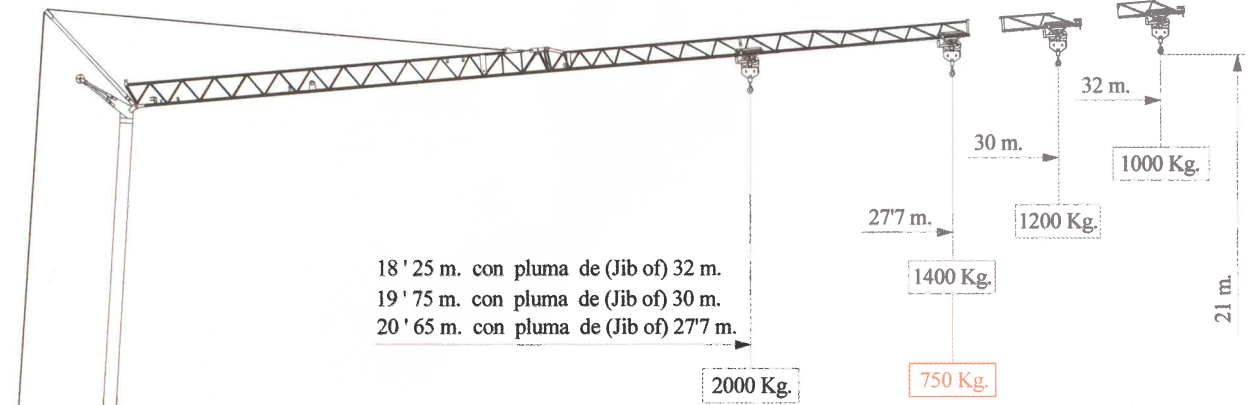 32 m.
30 m.
1000 Kg.
27'7 m.
1200 Kg.
18 ' 25 m. con pluma de (Jib of) 32 m.
19 ' 75 m. con pluma de (Jib of) 30 m.
20 ' 65 m. con pluma de (Jib of) 27'7 m.
1400 Kg.
21 m.
2000 Kg.
750 Kg.